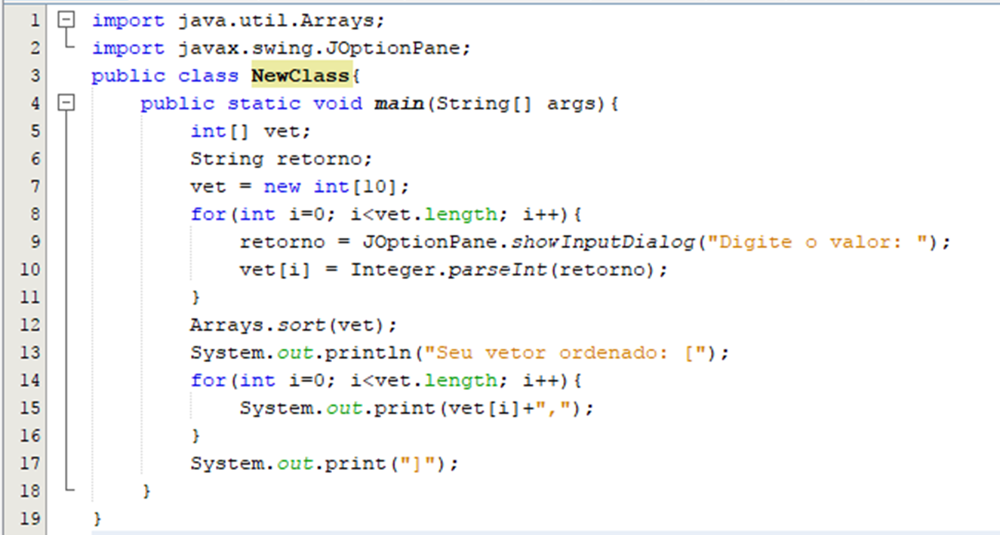 1 import java.util.Arrays;
2 import javax.swing.JOptionPane;
3 public class NewClass{
4 public static void main(String[] args){
5 int[] vet;
6 String retorno;
7 vet = new int[10];
8 for(int i=0; i<vet.length; i++){
9 retorno = JOptionPane.showInputDialog("Digite o valor: ");
10 vet[i] = Integer.parseInt(retorno);
11 }
12 Arrays.sort(vet);
13 System.out.println("Seu vetor ordenado: [");
14 for(int i=0; i<vet.length; i++){
15 System.out.print(vet[i]+",");
16 }
17 System.out.print("]");
18 }
19 }